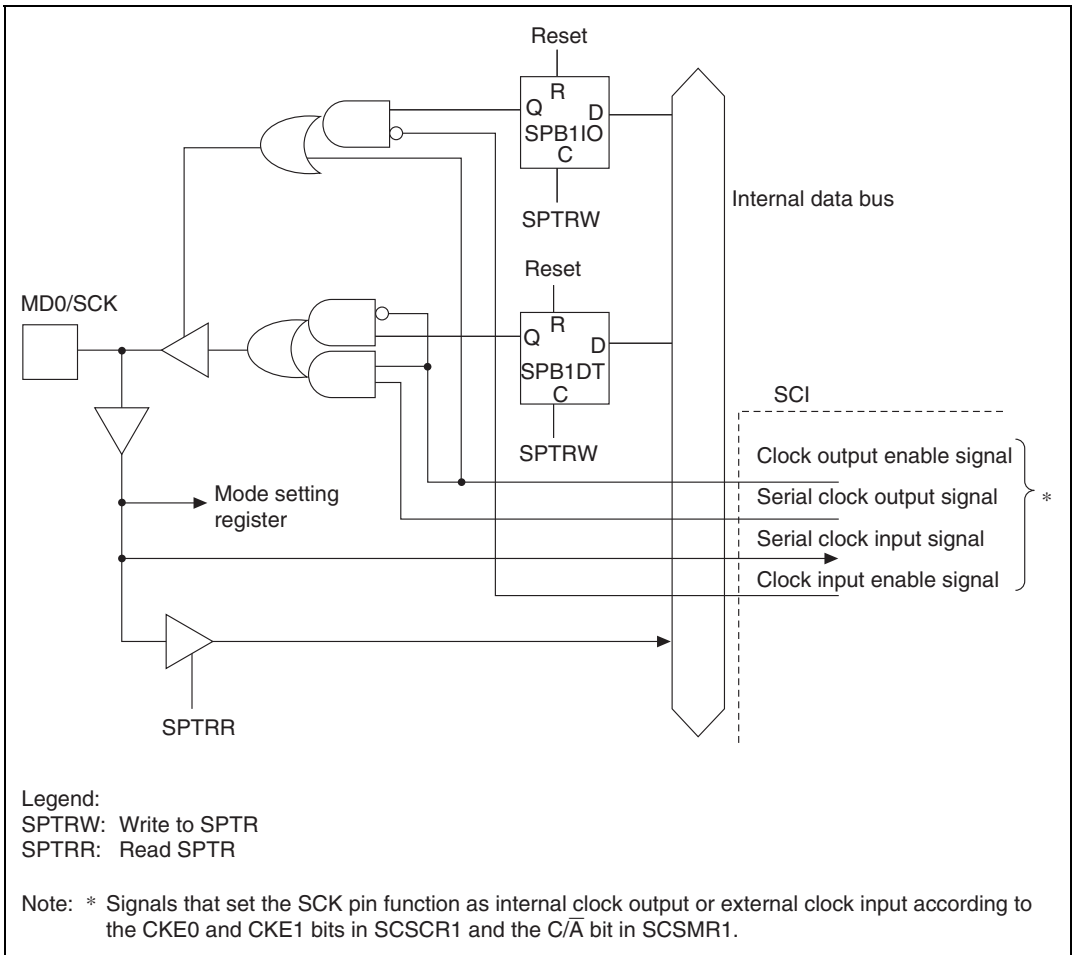 Reset
R
Q
D
SPB1IO
C
SPTRW
Internal data bus
Reset
MD0/SCK
R
Q
D
SPB1DT
C
SPTRW
SCI
Clock output enable signal
Serial clock output signal
Serial clock input signal
Clock input enable signal
*
Mode setting
register
SPTRR
Legend:
SPTRW: Write to SPTR
SPTRR: Read SPTR
Note: * Signals that set the SCK pin function as internal clock output or external clock input according to
the CKE0 and CKE1 bits in SCSCR1 and the C/A̅ bit in SCSMR1.